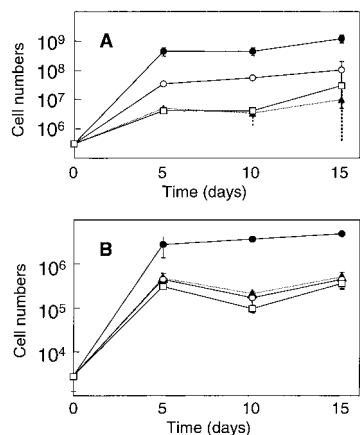 A
10⁹
10⁸
10⁷
10⁶
Cell numbers
0 5 10 15
Time (days)
B
10⁶
10⁵
10⁴
Cell numbers
0 5 10 15
Time (days)